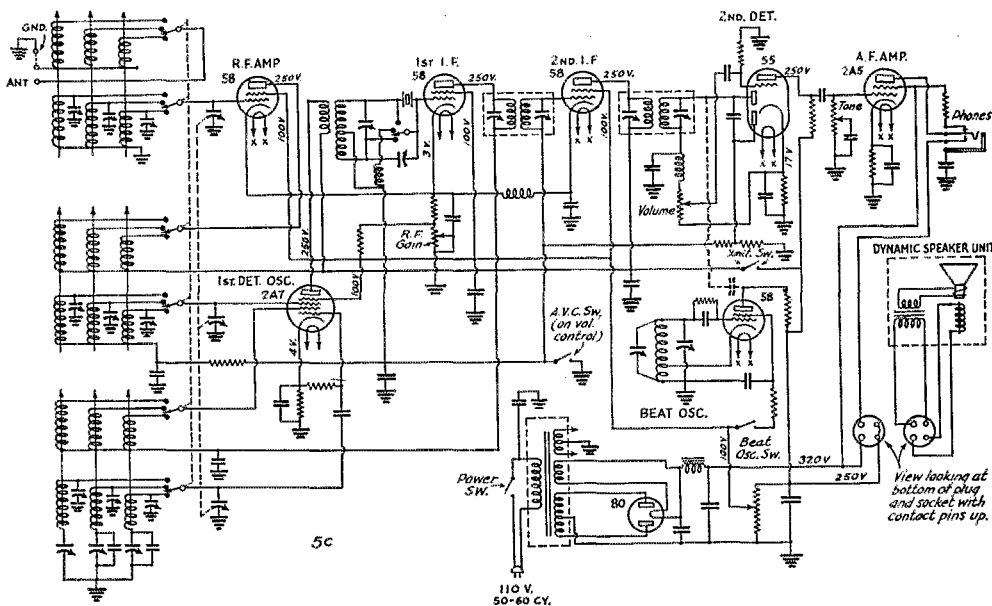 2ND. DET.
GND.
ANT
R.F. AMP.
58
250V.
100V
1ST I.F.
58
250V.
3V.
100V
2ND. I.F
58
250V.
55
250V
17V
A.F. AMP.
2A5
Tone
Phones
Volume
R.F.
Gain
Xmit. Sw.
250V
1ST. DET. OSC.
2A7
100V
4V.
A.V.C. Sw.
(on vol.
control)
58
BEAT OSC.
Beat
Osc. Sw.
100V
DYNAMIC SPEAKER UNIT
320V
250V
View looking at
bottom of plug
and socket with
contact pins up.
Power
Sw.
80
5C
110 V.
50-60 CY.
x x
x x
x x
x x
x x
x x